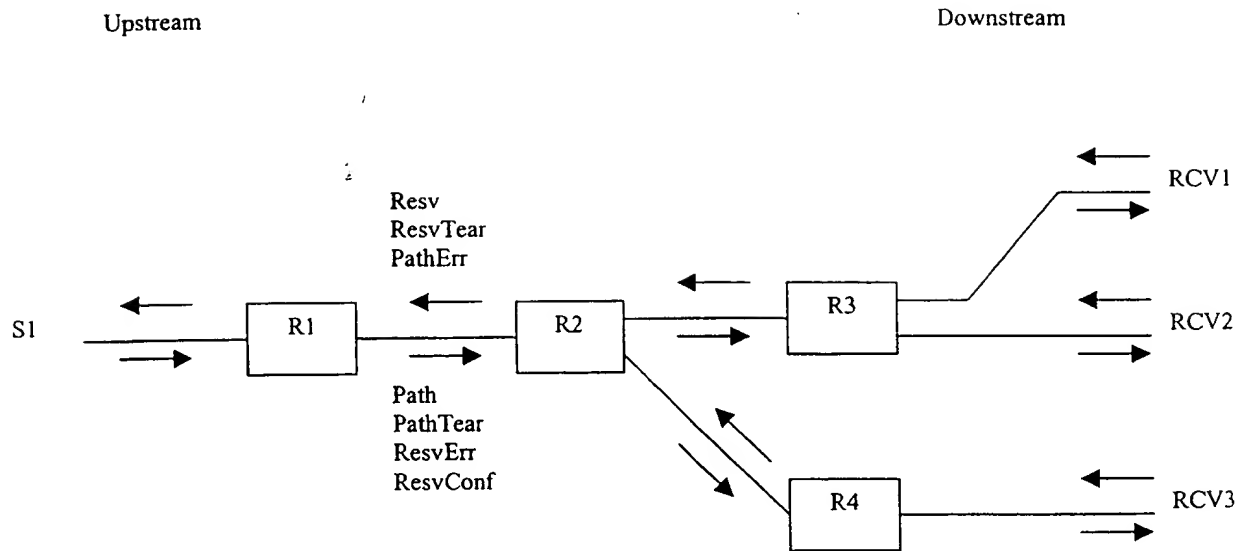 Upstream
Downstream
Resv
ResvTear
PathErr
RCV1
S1
R1
R2
R3
RCV2
Path
PathTear
ResvErr
ResvConf
R4
RCV3